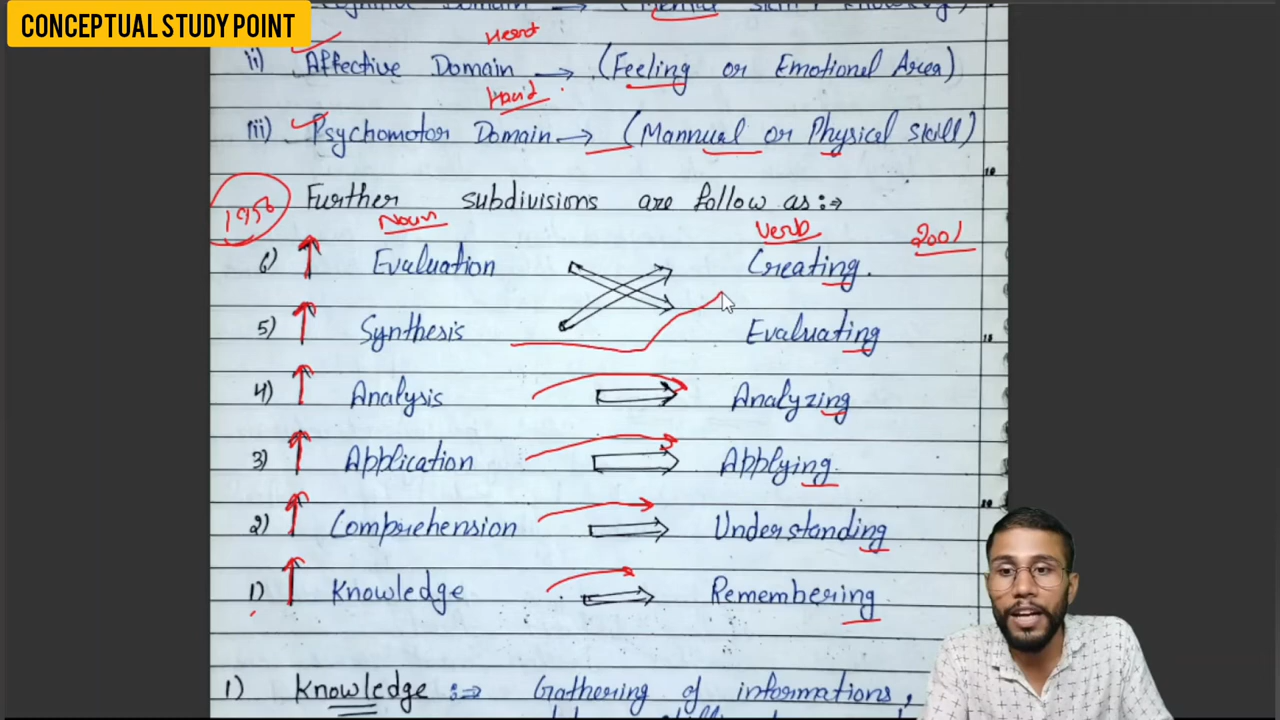 CONCEPTUAL STUDY POINT
Heart
ii) Affective Domain → (Feeling or Emotional Area)
Hand
(iii) Psychomotor Domain → (Mannual or Physical skill)
1956
Further subdivisions are follow as:→
Noun Verb 2001
6) Evaluation Creating.
5) Synthesis Evaluating
4) Analysis Analyzing
3) Application Applying.
2) Comprehension Understanding
1) Knowledge Remembering
1) Knowledge :⇒ Gathering of informations,